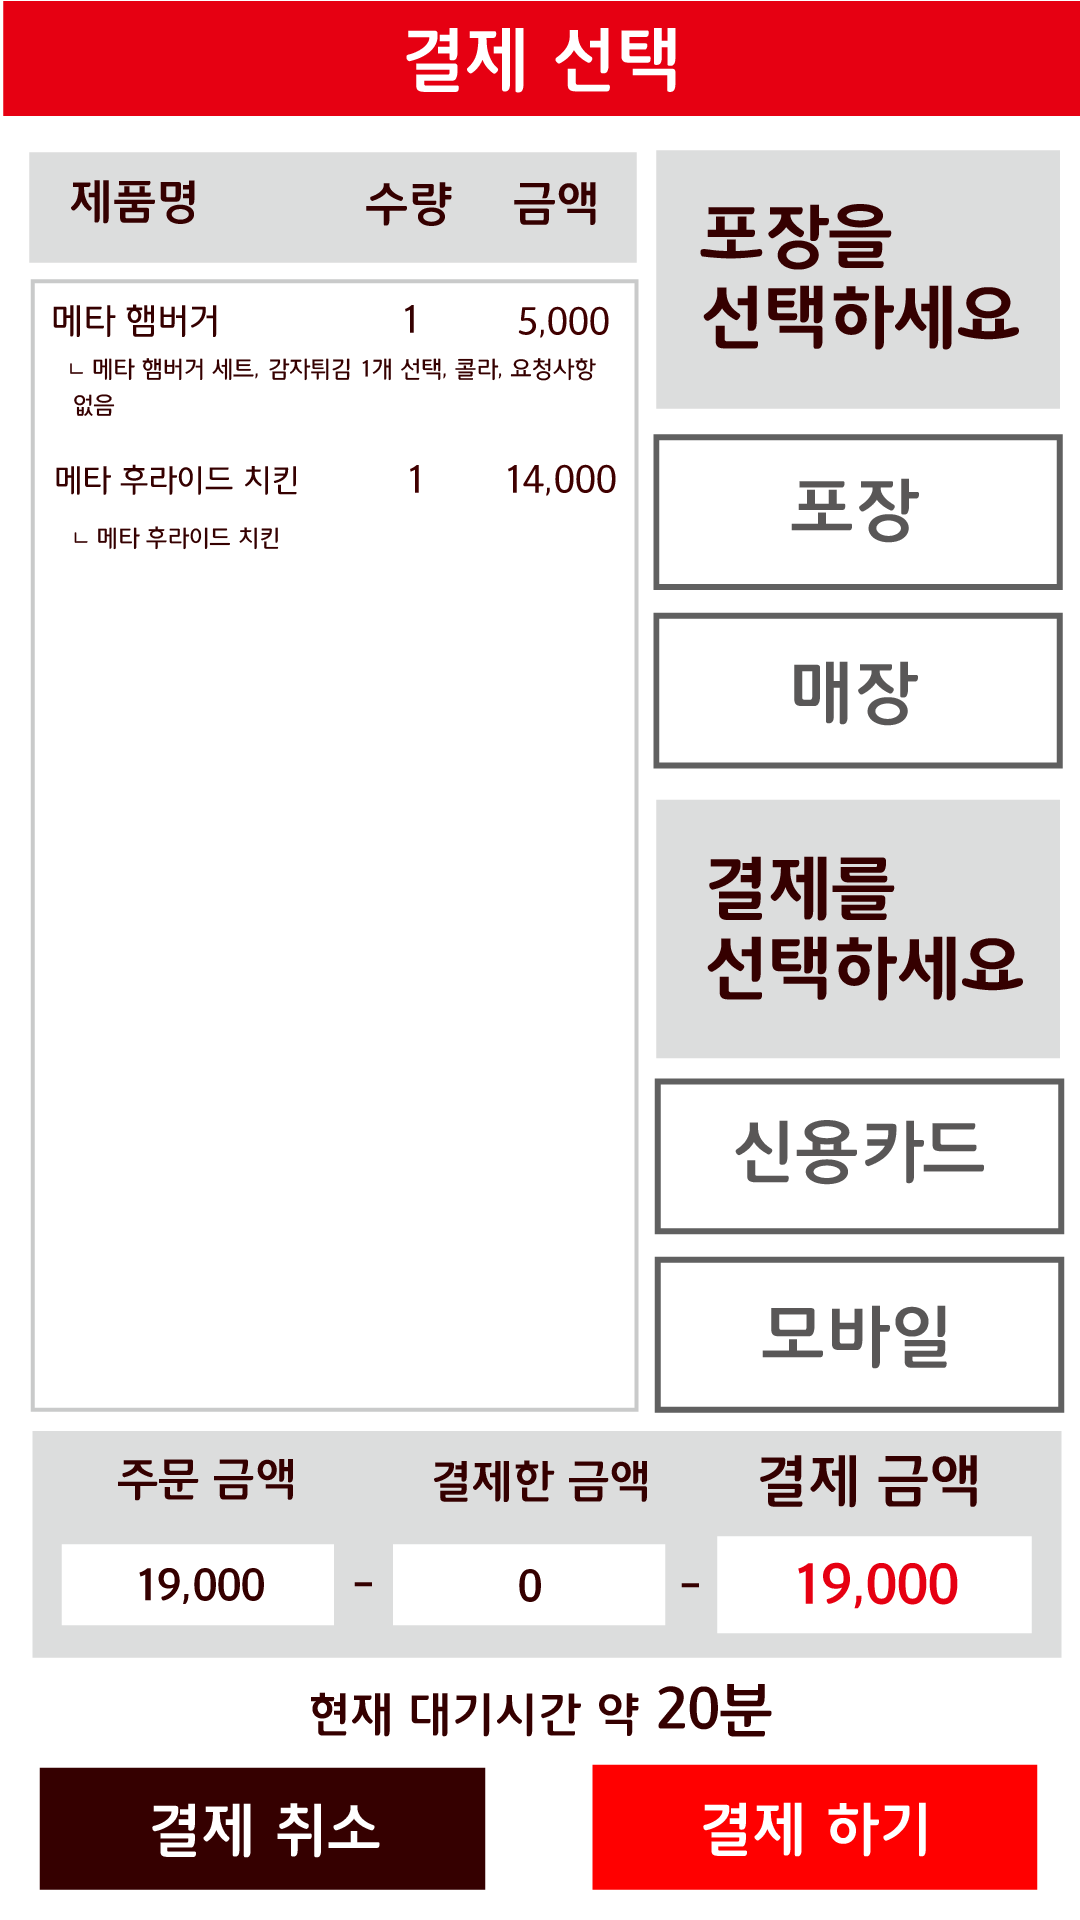 결제 선택
제품명 수량 금액
메타 햄버거 1 5,000
ㄴ 메타 햄버거 세트, 감자튀김 1개 선택, 콜라, 요청사항
없음
메타 후라이드 치킨 1 14,000
ㄴ 메타 후라이드 치킨
포장을
선택하세요
포장
매장
결제를
선택하세요
신용카드
모바일
주문 금액 결제한 금액 결제 금액
19,000 - 0 - 19,000
현재 대기시간 약 20분
결제 취소 결제 하기